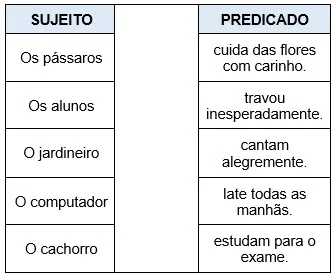 SUJEITO PREDICADO
Os pássaros
cuida das flores
com carinho.
Os alunos
travou
inesperadamente.
O jardineiro
cantam
alegremente.
O computador
late todas as
manhãs.
O cachorro
estudam para o
exame.